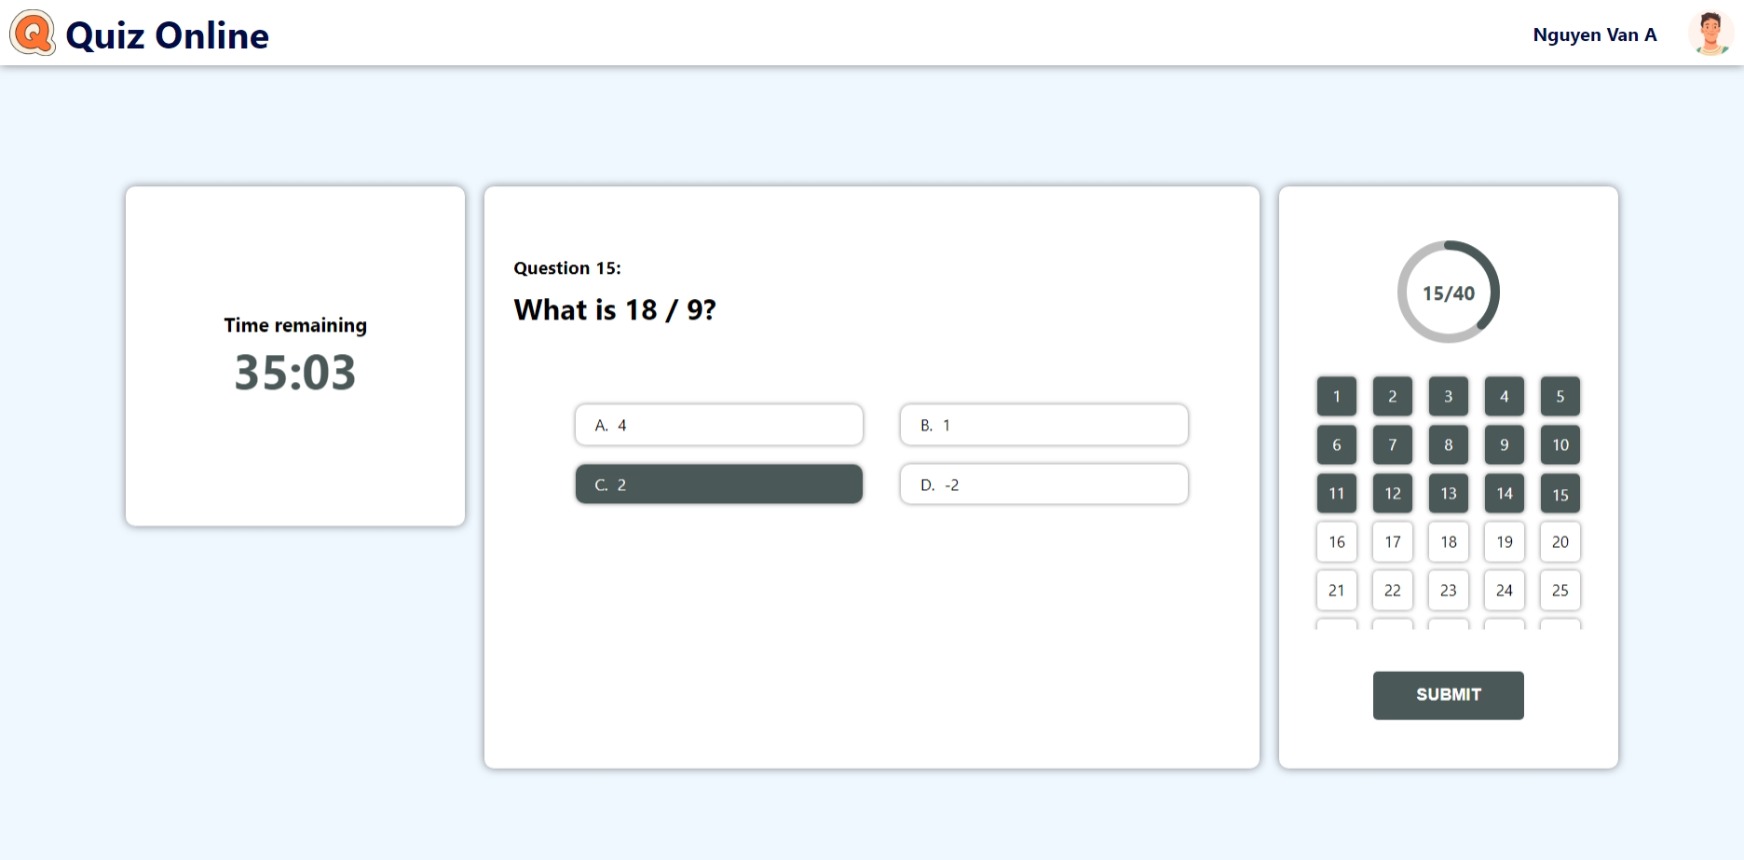 Quiz Online
Nguyen Van A
Time remaining
35:03
Question 15:
What is 18 / 9?
A. 4
B. 1
C. 2
D. -2
15/40
1 2 3 4 5
6 7 8 9 10
11 12 13 14 15
16 17 18 19 20
21 22 23 24 25
SUBMIT